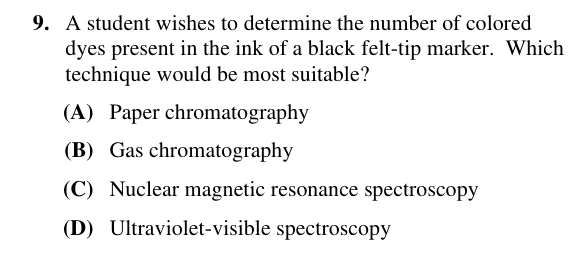 9. A student wishes to determine the number of colored
dyes present in the ink of a black felt-tip marker. Which
technique would be most suitable?
(A) Paper chromatography
(B) Gas chromatography
(C) Nuclear magnetic resonance spectroscopy
(D) Ultraviolet-visible spectroscopy